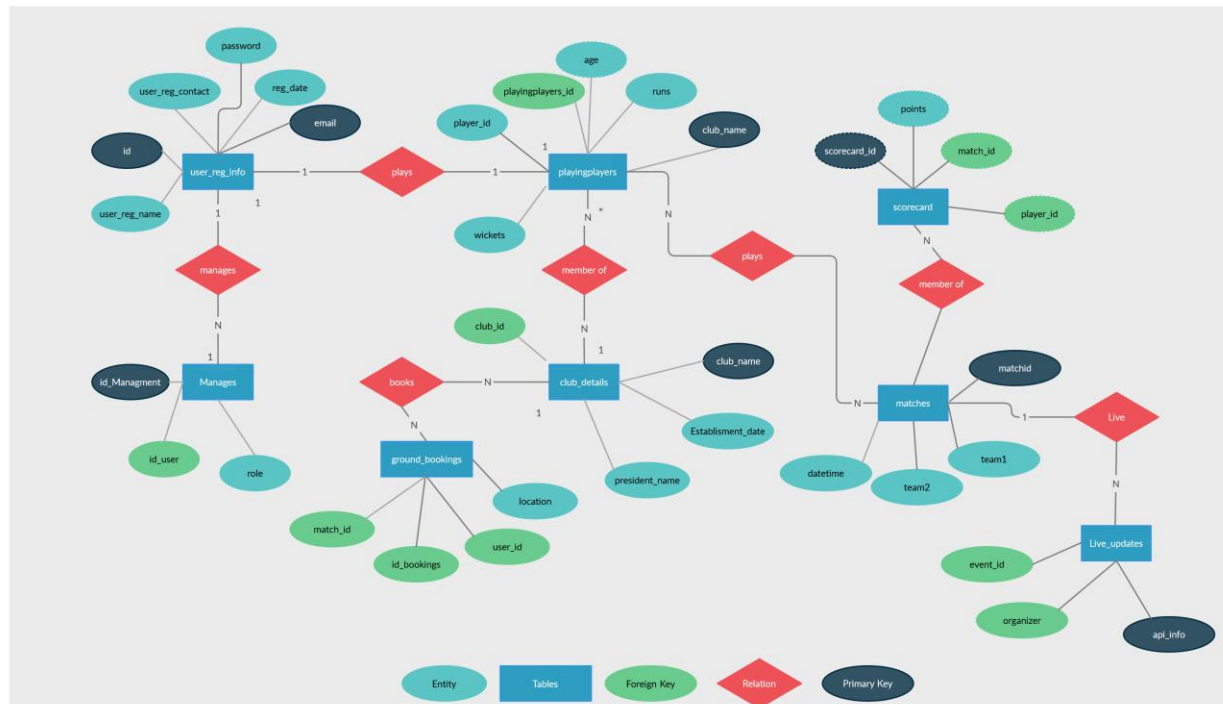 password
user_reg_contact
reg_date
email
id
user_reg_info
user_reg_name
1
1
1
plays
1
age
playingplayers_id
runs
player_id
club_name
1
playingplayers
wickets
N
*
N
plays
N
points
scorecard_id
match_id
scorecard
player_id
N
member of
manages
N
1
id_Managment
Manages
id_user
role
member of
N
1
club_id
club_name
books
N
club_details
1
Establisment_date
president_name
N
ground_bookings
location
match_id
id_bookings
user_id
matchid
matches
1
Live
datetime
team2
team1
N
Live_updates
event_id
organizer
api_info
Entity
Tables
Foreign Key
Relation
Primary Key